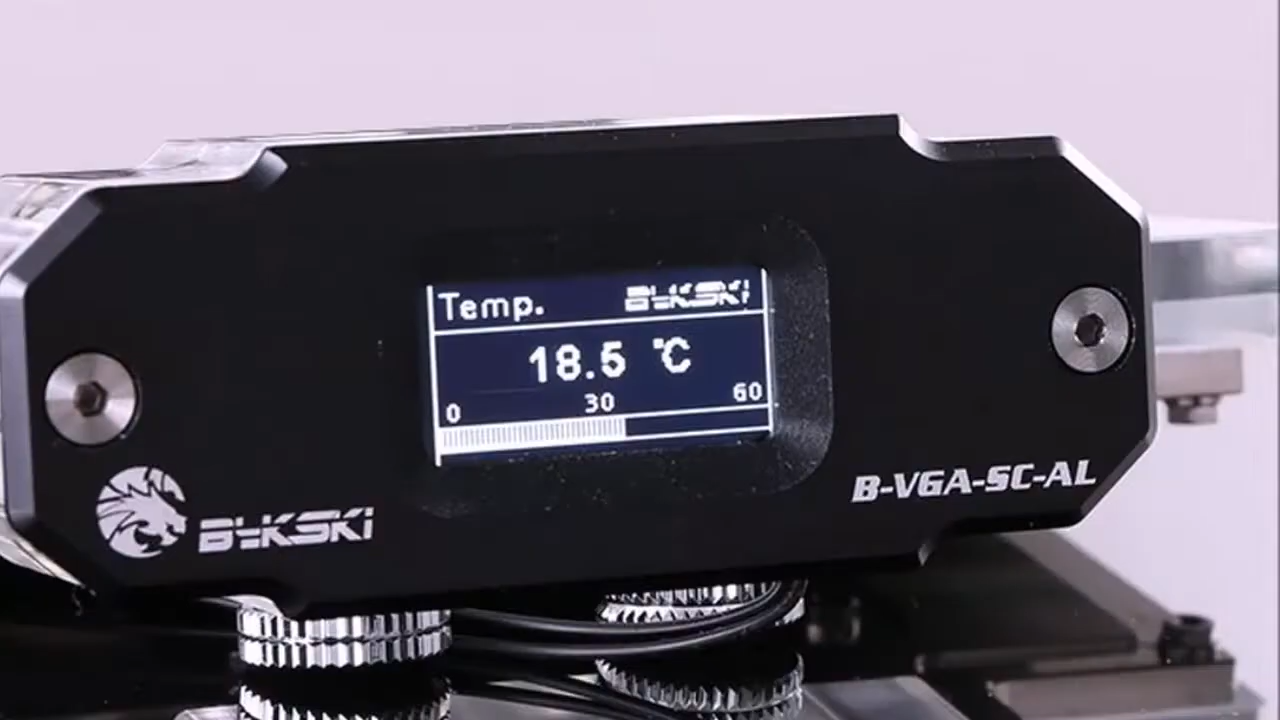 Temp. BYKSKI
18.5 ℃
0 30 60
B-VGA-SC-AL
BYKSKI